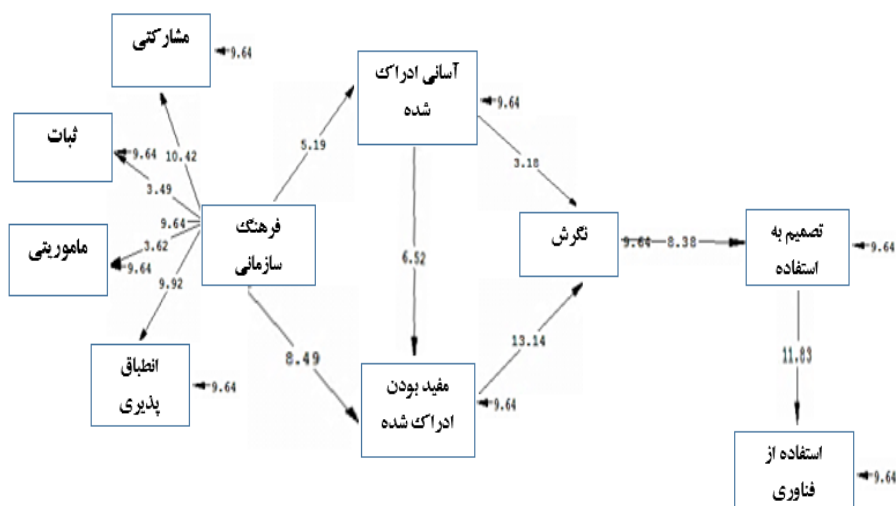 مشارکتی
9.64
آسانی ادراک
شده
9.64
ثبات
9.64
10.42
5.19
3.18
3.49
فرهنگ
سازمانی
9.64
نگرش
9.64
8.38
تصمیم به
استفاده
9.64
ماموریتی
3.62
9.64
6.52
9.92
انطباق
پذیری
9.64
8.49
13.14
مفید بودن
ادراک شده
9.64
11.83
استفاده از
فناوری
9.64